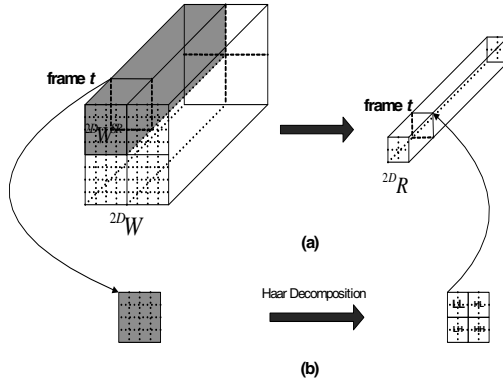 frame t
frame t
2D W
2D R
(a)
Haar Decomposition
LL HL
LH HH
(b)